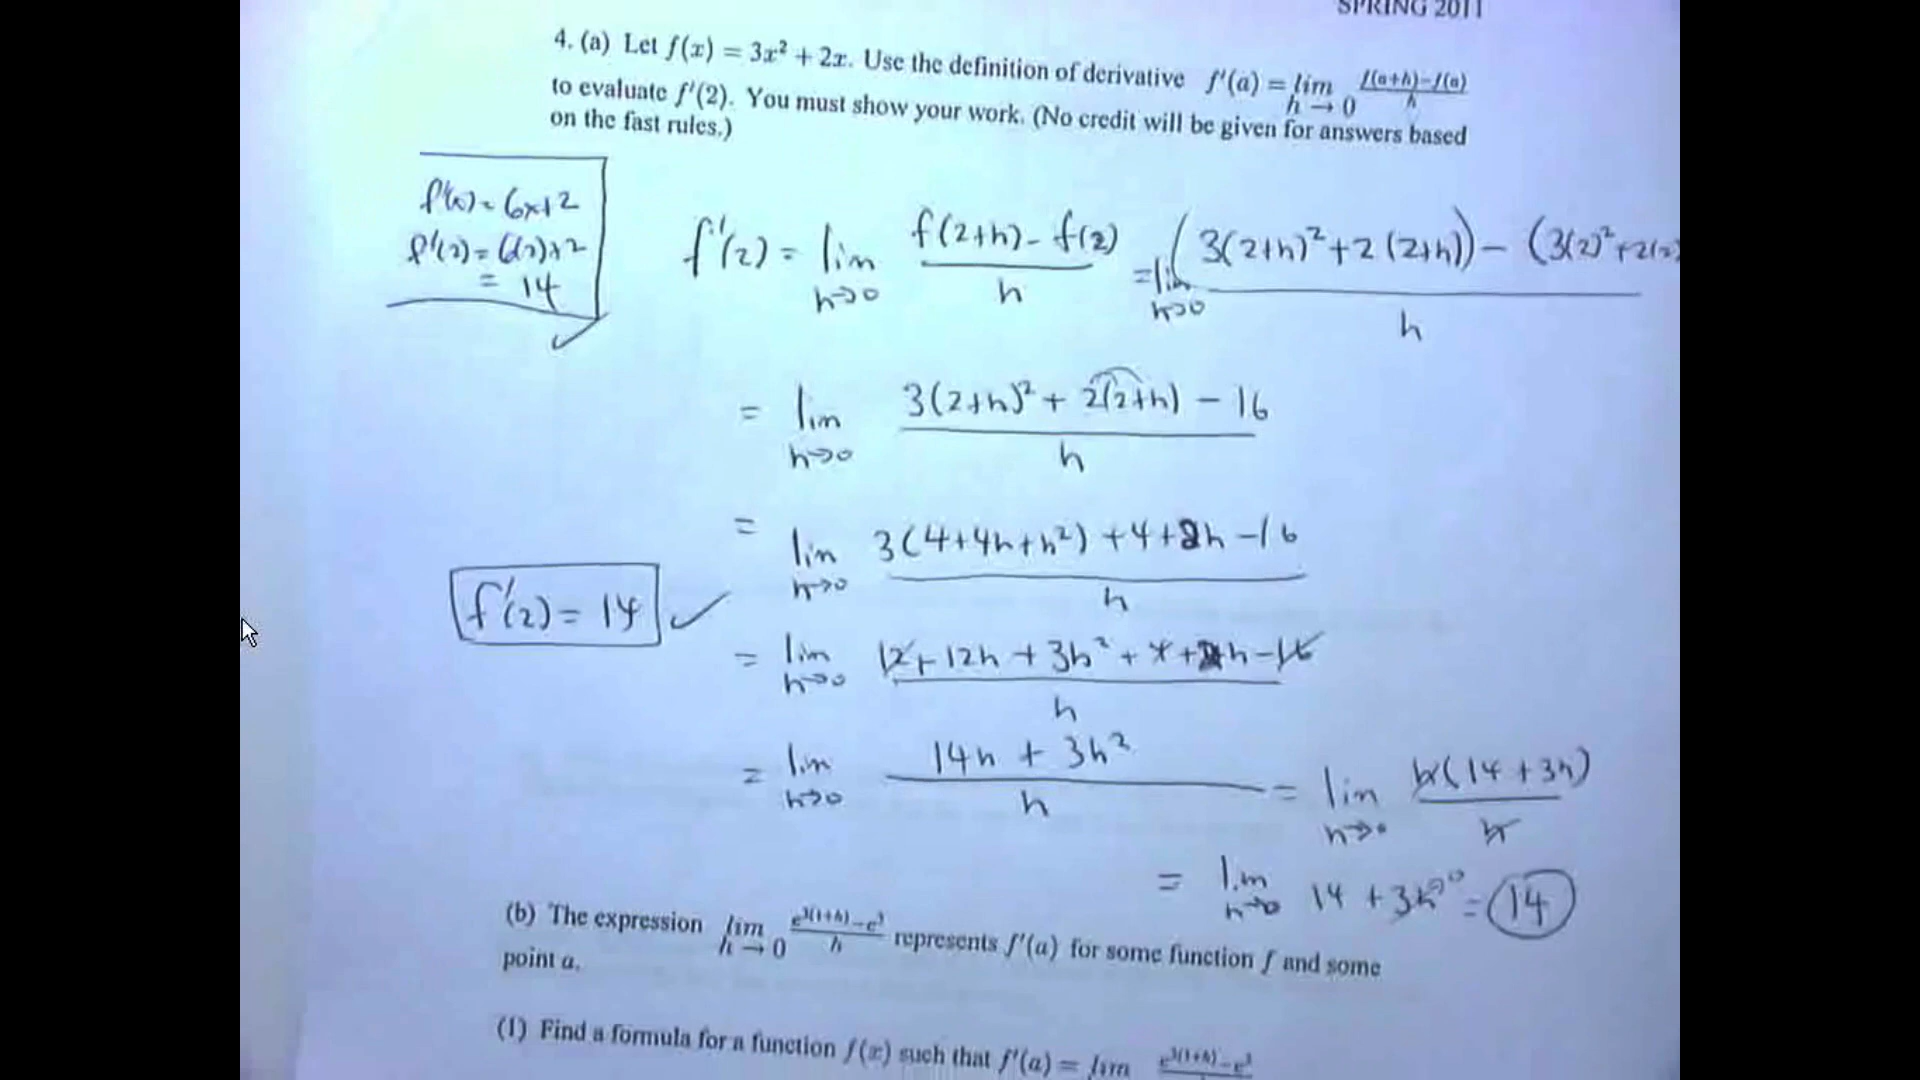 SPRING 2011
4. (a) Let f(x) = 3x² + 2x. Use the definition of derivative f'(a) = lim h → 0 f(a+h)−f(a) / h
to evaluate f'(2). You must show your work. (No credit will be given for answers based
on the fast rules.)
f'(x) = 6x+2
f'(2) = 6(2)+2
= 14
f'(2) = lim h→0 f(2+h) - f(2) / h = lim h→0 (3(2+h)² + 2(2+h)) - (3(2)² + 2(2) / h
= lim h→0 3(2+h)² + 2(2+h) - 16 / h
= lim h→0 3(4+4h+h²) + 4 + 2h - 16 / h
f'(2) = 14 ✓
= lim h→0 12 + 12h + 3h² + 4 + 2h - 16 / h
= lim h→0 14h + 3h² / h = lim h→0 h(14 + 3h) / h
= lim h→0 14 + 3h →0 = 14
(b) The expression lim h → 0 e^3(1+h) − e^3 / h represents f'(a) for some function f and some
point a.
(1) Find a formula for a function f(x) such that f'(a) = lim e^3(1+h) − e^3